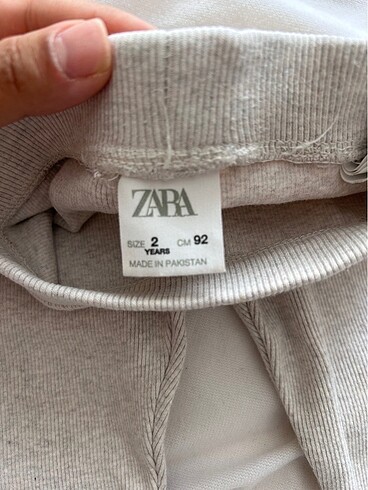 ZARA
SIZE 2 CM 92
YEARS
MADE IN PAKISTAN